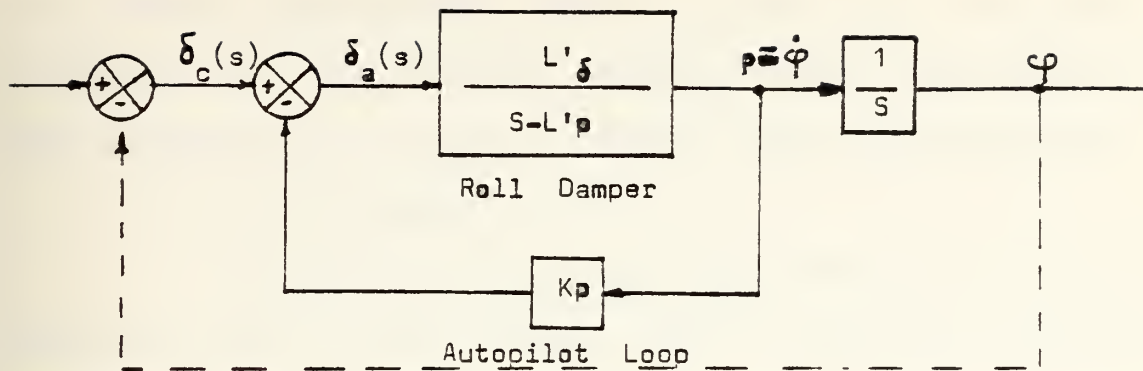 δc(s)
δa(s)
L'δ
S-L'p
p=φ̇
1
S
φ
+
-
+
-
Roll Damper
Kp
Autopilot Loop